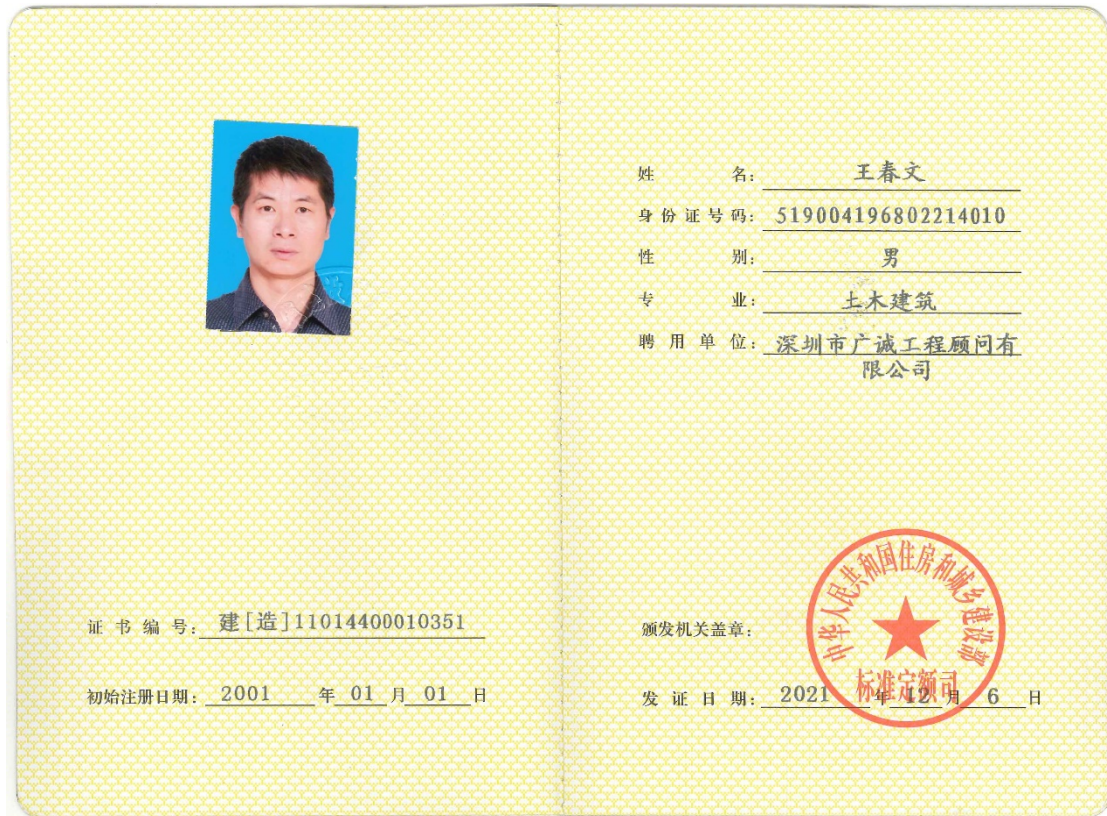 证书编号：建[造]11014400010351
初始注册日期：2001年01月01日
姓名：王春文
身份证号码：519004196802214010
性别：男
专业：土木建筑
聘用单位：深圳市广诚工程顾问有
限公司
颁发机关盖章：
中华人民共和国住房和城乡建设部
标准定额司
发证日期：2021年12月6日